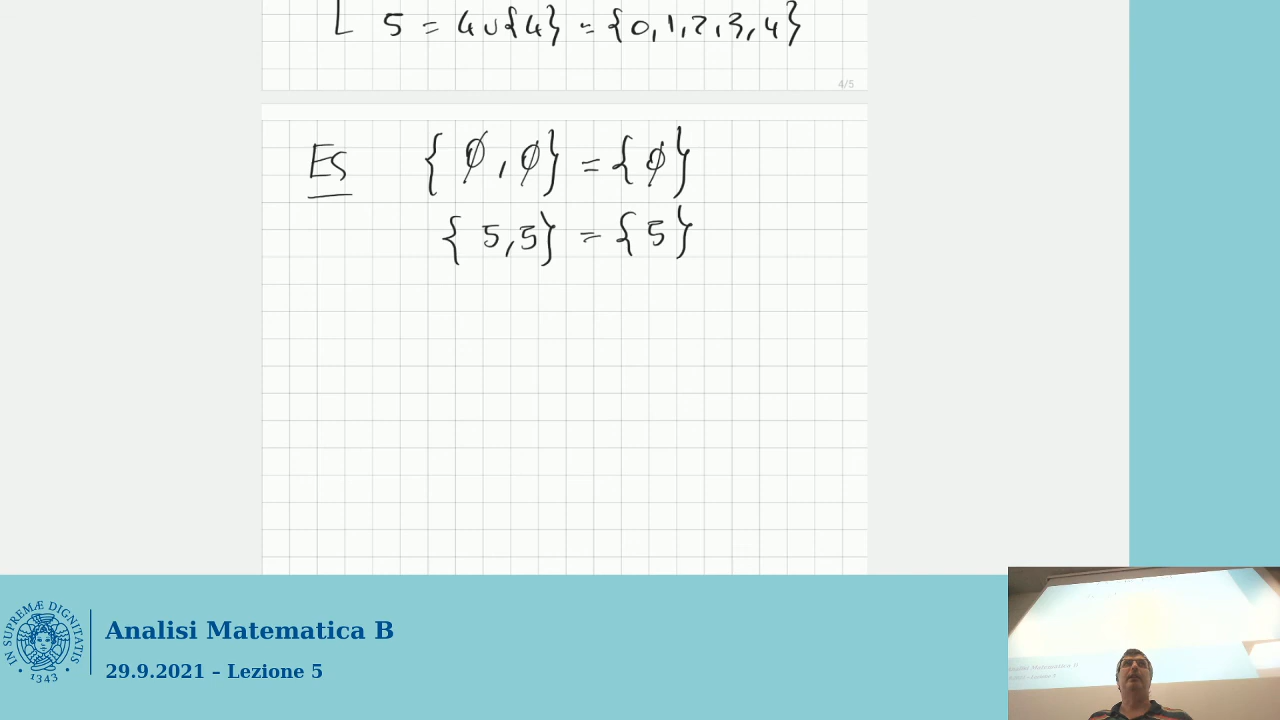 5 = 4∪{4} = {0,1,2,3,4}
4/5
ES {∅,∅} = {∅}
{5,5} = {5}
IN SUPREMÆ DIGNITATIS
1343
Analisi Matematica B
29.9.2021 – Lezione 5